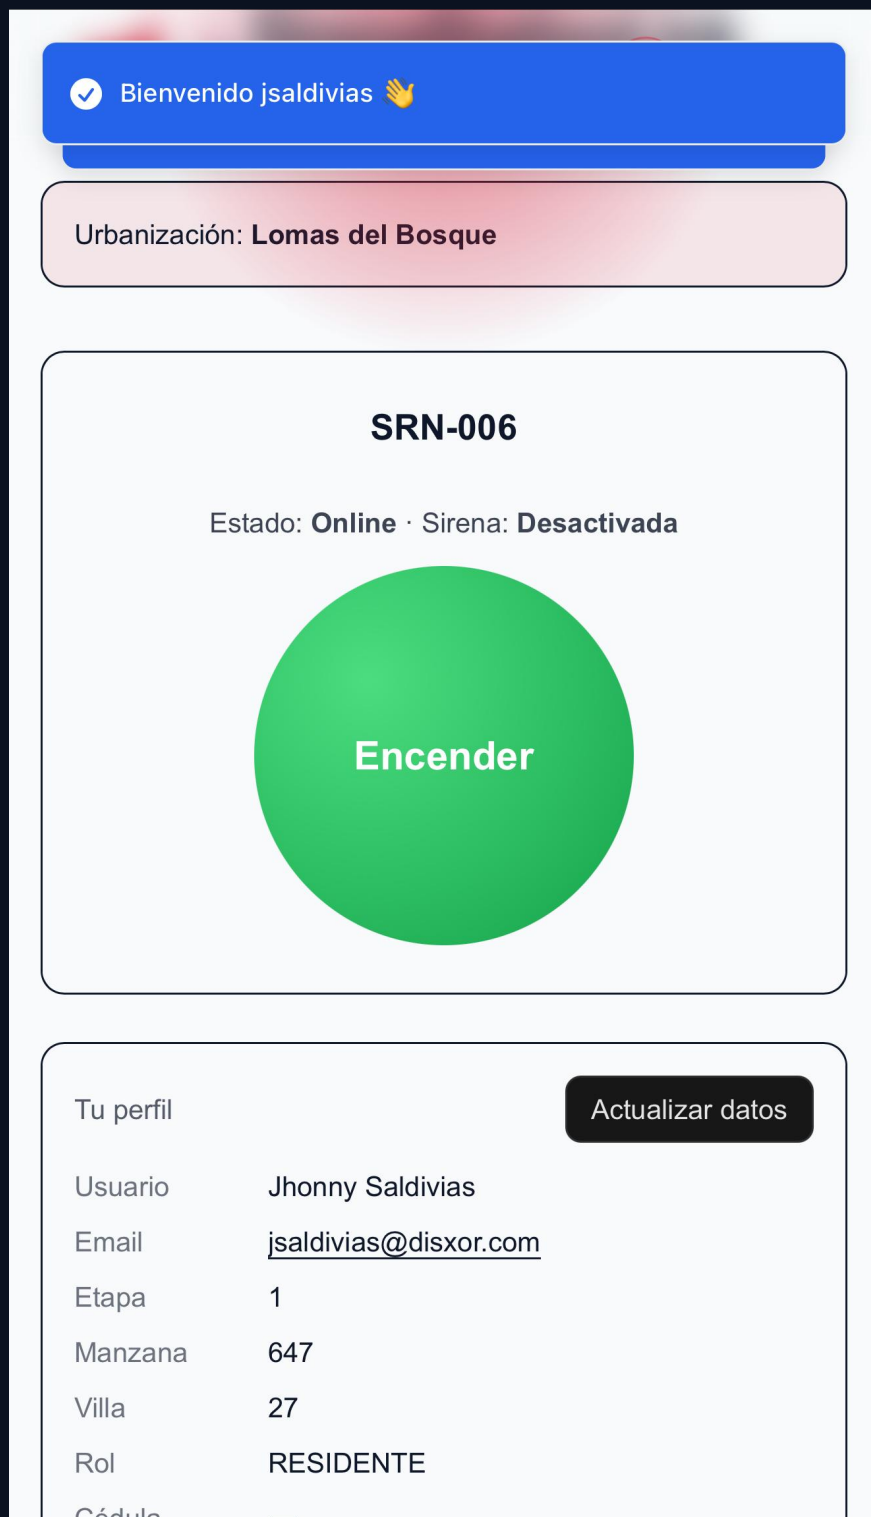 Bienvenido jsaldivias 👋
Urbanización: Lomas del Bosque
SRN-006
Estado: Online · Sirena: Desactivada
Encender
Tu perfil
Actualizar datos
Usuario Jhonny Saldivias
Email jsaldivias@disxor.com
Etapa 1
Manzana 647
Villa 27
Rol RESIDENTE
Cédula